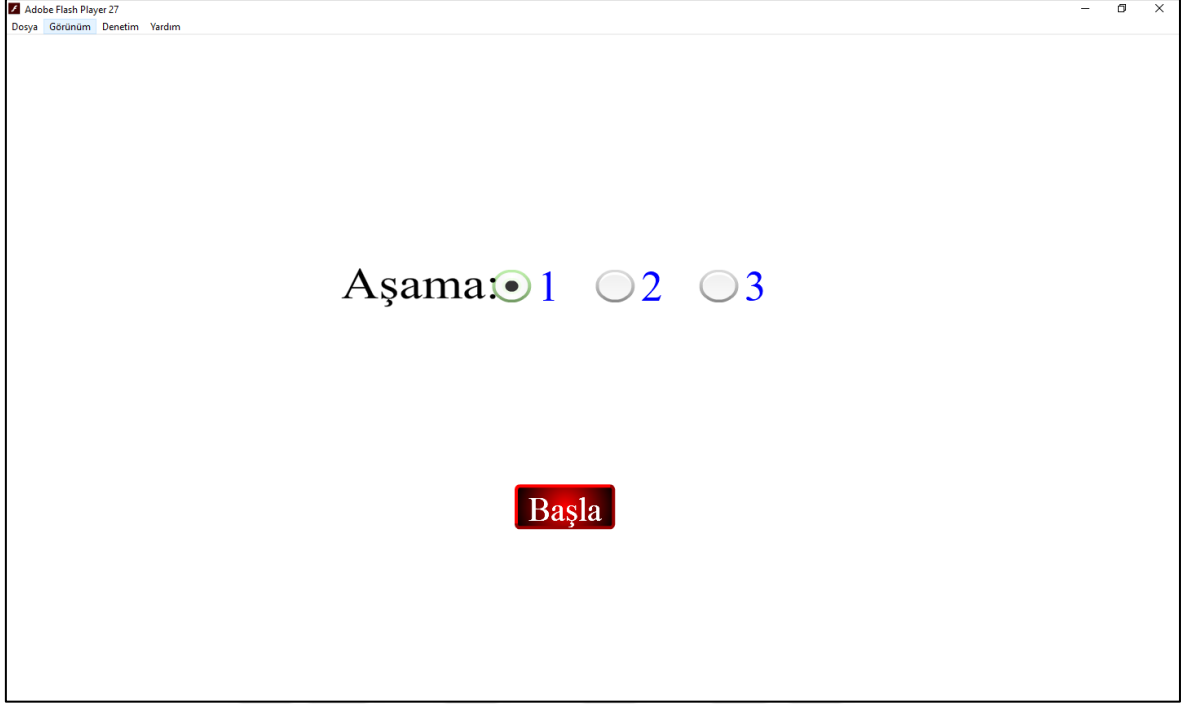 Adobe Flash Player 27
Dosya Görünüm Denetim Yardım
Aşama: 1 2 3
Başla